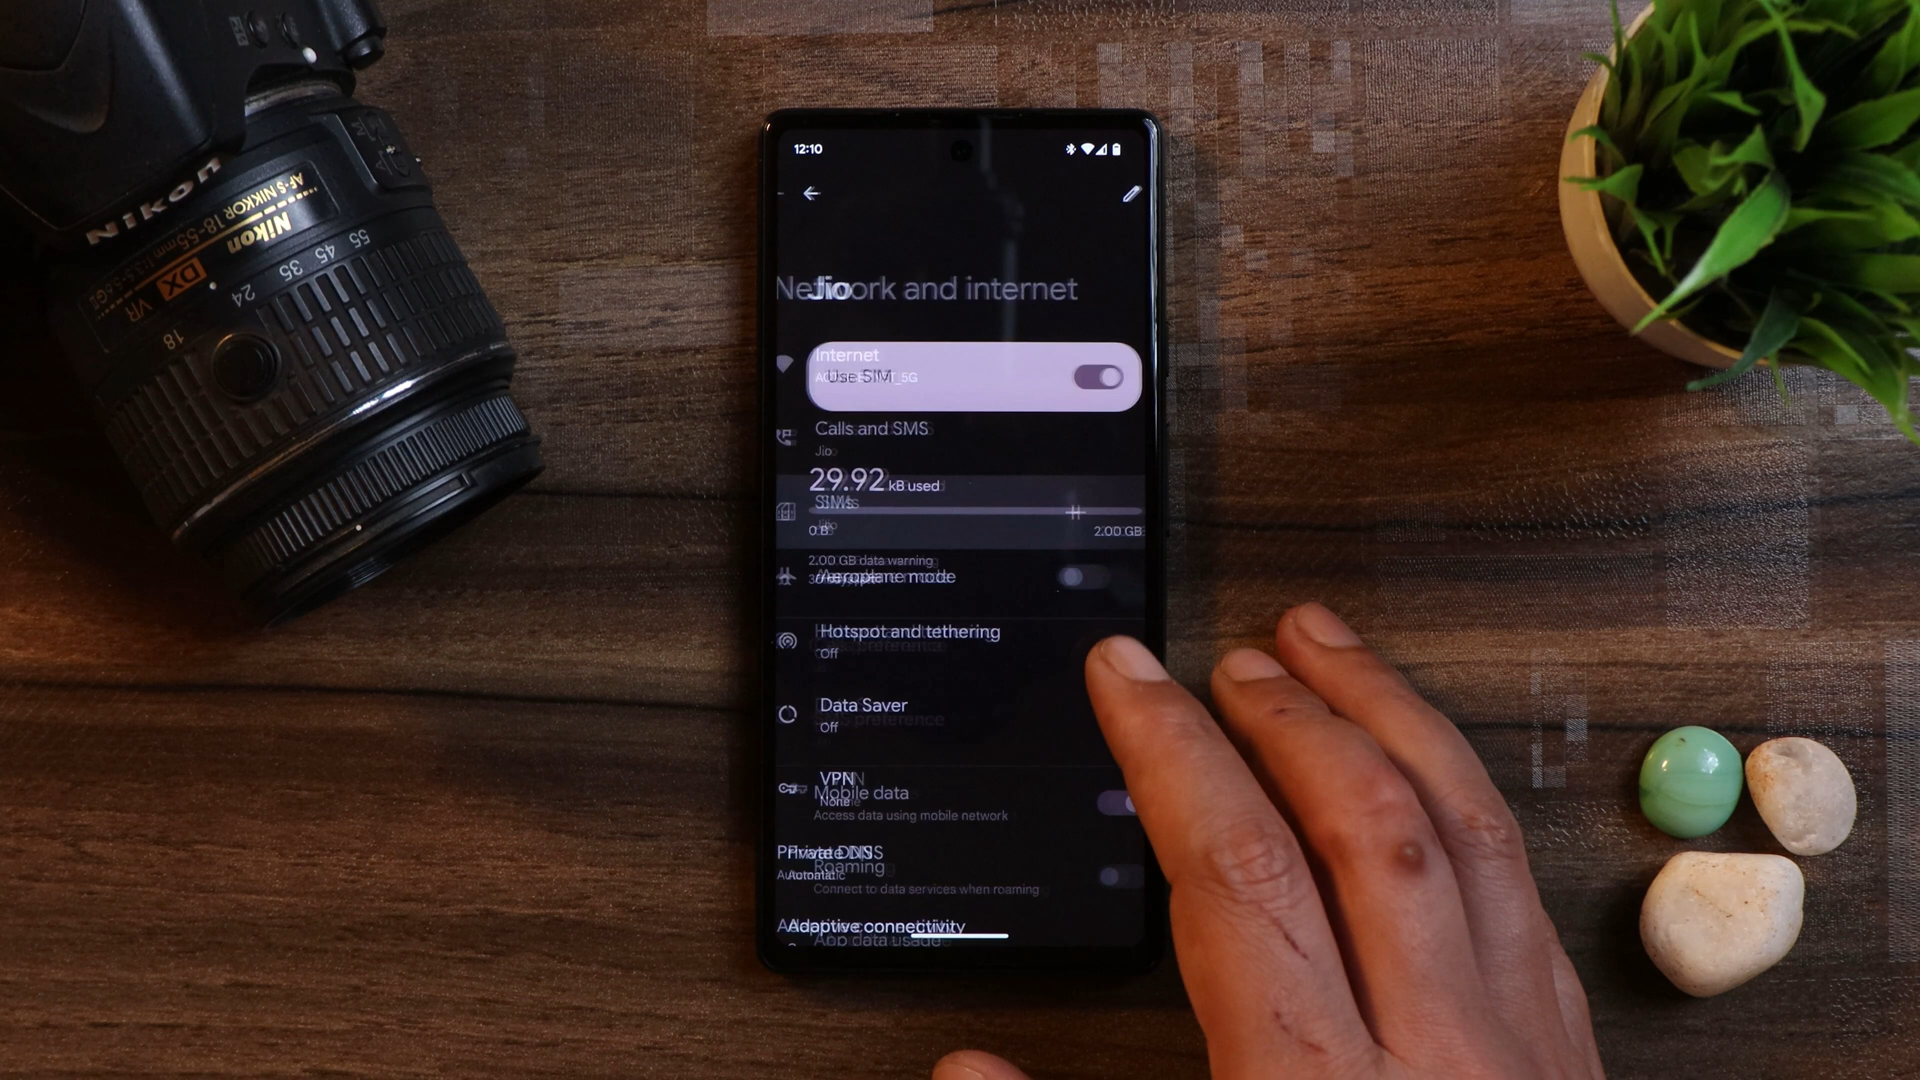 Nikon
AF-S NIKKOR 18-55mm
Nikon
DX
VR
55
45
35
24
18
12:10
Jio
Network and internet
Internet
Use SIM
Calls and SMS
Jio
29.92 kB used
SIMs
Jio
0 B
2.00 GB
2.00 GB data warning
Aeroplane mode
Hotspot and tethering
Off
Data Saver
Off
VPN
None
Mobile data
Access data using mobile network
Private DNS
Automatic
Roaming
Connect to data services when roaming
Adaptive connectivity
App data usage